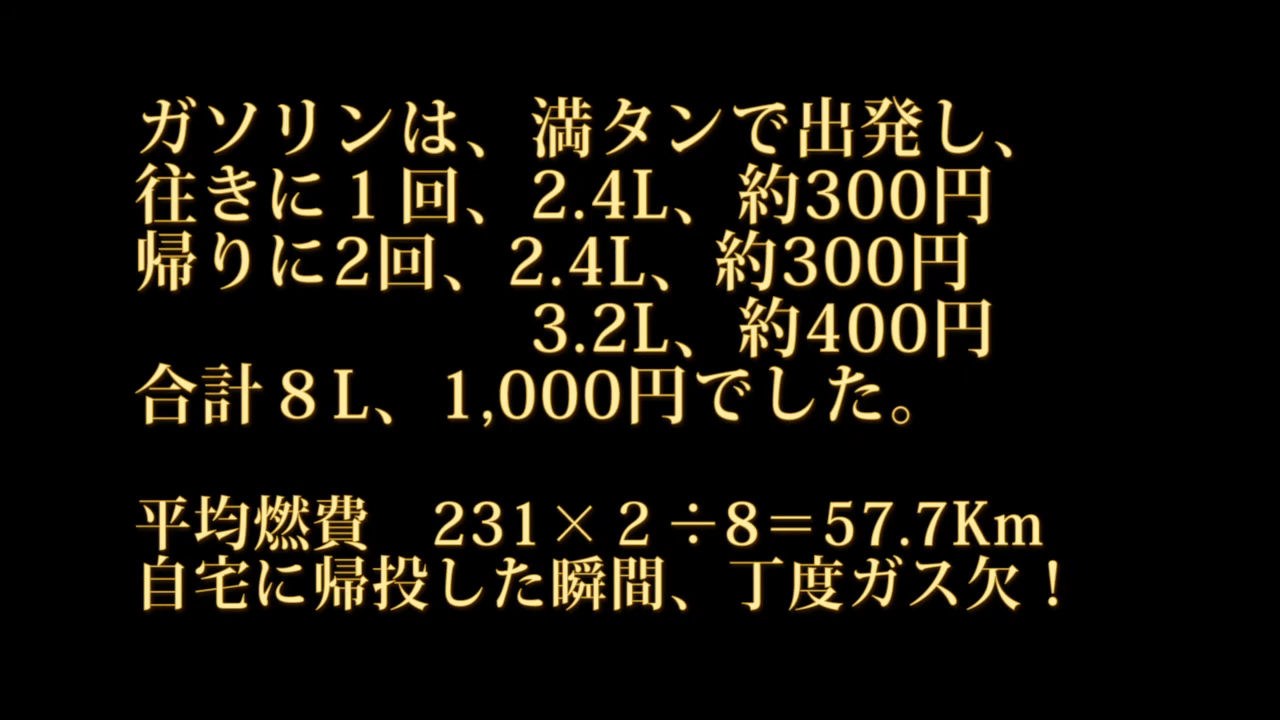 ガソリンは、満タンで出発し、
往きに１回、2.4L、約300円
帰りに2回、2.4L、約300円
3.2L、約400円
合計８L、1,000円でした。
平均燃費　231×２÷8＝57.7Km
自宅に帰投した瞬間、丁度ガス欠！